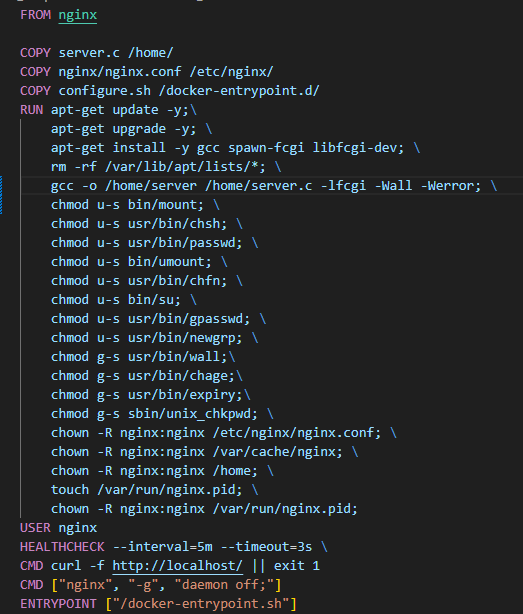 FROM nginx
COPY server.c /home/
COPY nginx/nginx.conf /etc/nginx/
COPY configure.sh /docker-entrypoint.d/
RUN apt-get update -y;\
apt-get upgrade -y; \
apt-get install -y gcc spawn-fcgi libfcgi-dev; \
rm -rf /var/lib/apt/lists/*; \
gcc -o /home/server /home/server.c -lfcgi -Wall -Werror; \
chmod u-s bin/mount; \
chmod u-s usr/bin/chsh; \
chmod u-s usr/bin/passwd; \
chmod u-s bin/umount; \
chmod u-s usr/bin/chfn; \
chmod u-s bin/su; \
chmod u-s usr/bin/gpasswd; \
chmod u-s usr/bin/newgrp; \
chmod g-s usr/bin/wall;\
chmod g-s usr/bin/chage;\
chmod g-s usr/bin/expiry;\
chmod g-s sbin/unix_chkpwd; \
chown -R nginx:nginx /etc/nginx/nginx.conf; \
chown -R nginx:nginx /var/cache/nginx; \
chown -R nginx:nginx /home; \
touch /var/run/nginx.pid; \
chown -R nginx:nginx /var/run/nginx.pid;
USER nginx
HEALTHCHECK --interval=5m --timeout=3s \
CMD curl -f http://localhost/ || exit 1
CMD ["nginx", "-g", "daemon off;"]
ENTRYPOINT ["/docker-entrypoint.sh"]